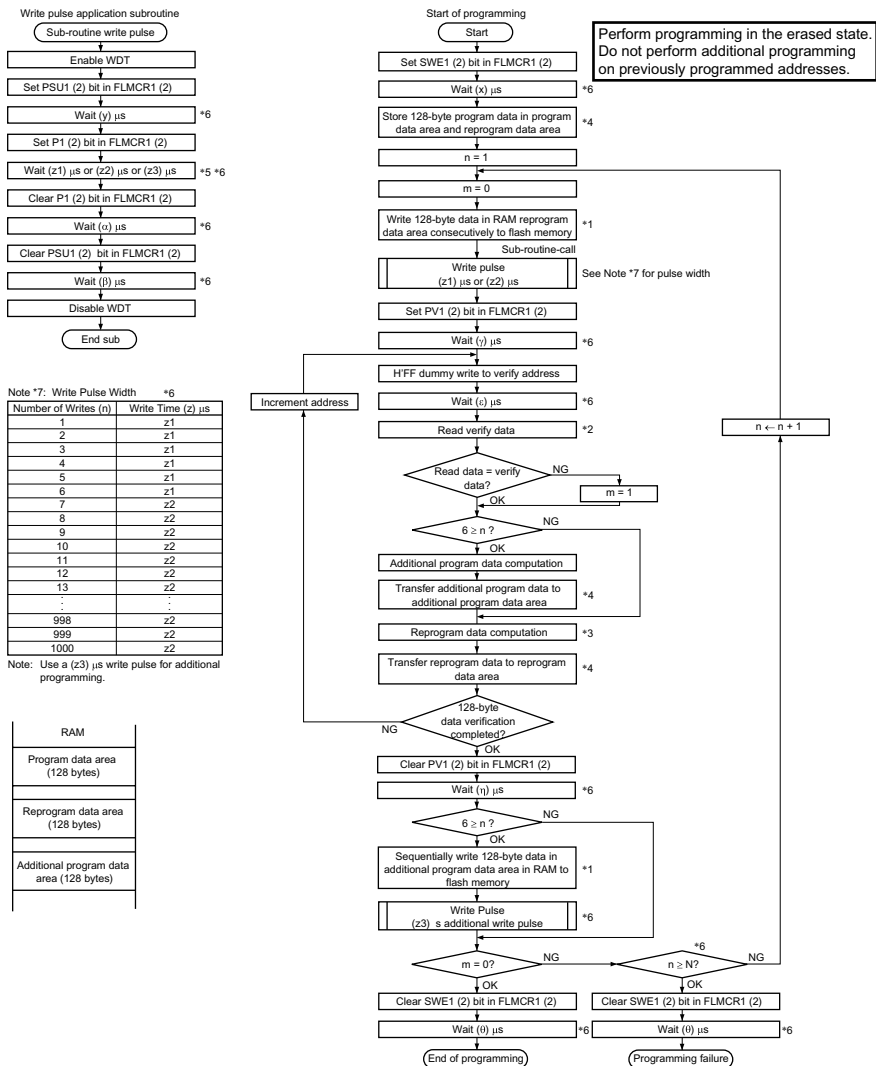 Write pulse application subroutine
Sub-routine write pulse
Enable WDT
Set PSU1 (2) bit in FLMCR1 (2)
Wait (y) µs
*6
Set P1 (2) bit in FLMCR1 (2)
Wait (z1) µs or (z2) µs or (z3) µs
*5 *6
Clear P1 (2) bit in FLMCR1 (2)
Wait (α) µs
*6
Clear PSU1 (2) bit in FLMCR1 (2)
Wait (β) µs
*6
Disable WDT
End sub
Note *7: Write Pulse Width *6
Number of Writes (n) Write Time (z) µs
1 z1
2 z1
3 z1
4 z1
5 z1
6 z1
7 z2
8 z2
9 z2
10 z2
11 z2
12 z2
13 z2
: :
998 z2
999 z2
1000 z2
Note: Use a (z3) µs write pulse for additional
programming.
RAM
Program data area
(128 bytes)
Reprogram data area
(128 bytes)
Additional program data
area (128 bytes)
Start of programming
Start
Perform programming in the erased state.
Do not perform additional programming
on previously programmed addresses.
Set SWE1 (2) bit in FLMCR1 (2)
Wait (x) µs
*6
Store 128-byte program data in program
data area and reprogram data area
*4
n = 1
m = 0
Write 128-byte data in RAM reprogram
data area consecutively to flash memory
*1
Sub-routine-call
Write pulse
(z1) µs or (z2) µs
See Note *7 for pulse width
Set PV1 (2) bit in FLMCR1 (2)
Wait (γ) µs
*6
H'FF dummy write to verify address
Increment address
Wait (ε) µs
*6
Read verify data
*2
n ← n + 1
Read data = verify
data?
NG
m = 1
OK
6 ≥ n ?
NG
OK
Additional program data computation
Transfer additional program data to
additional program data area
*4
Reprogram data computation
*3
Transfer reprogram data to reprogram
data area
*4
128-byte
data verification
completed?
NG
OK
Clear PV1 (2) bit in FLMCR1 (2)
Wait (η) µs
*6
6 ≥ n ?
NG
OK
Sequentially write 128-byte data in
additional program data area in RAM to
flash memory
*1
Write Pulse
(z3) s additional write pulse
*6
*6
m = 0?
NG
n ≥ N?
NG
OK
OK
Clear SWE1 (2) bit in FLMCR1 (2)
Clear SWE1 (2) bit in FLMCR1 (2)
Wait (θ) µs
*6
Wait (θ) µs
*6
End of programming
Programming failure